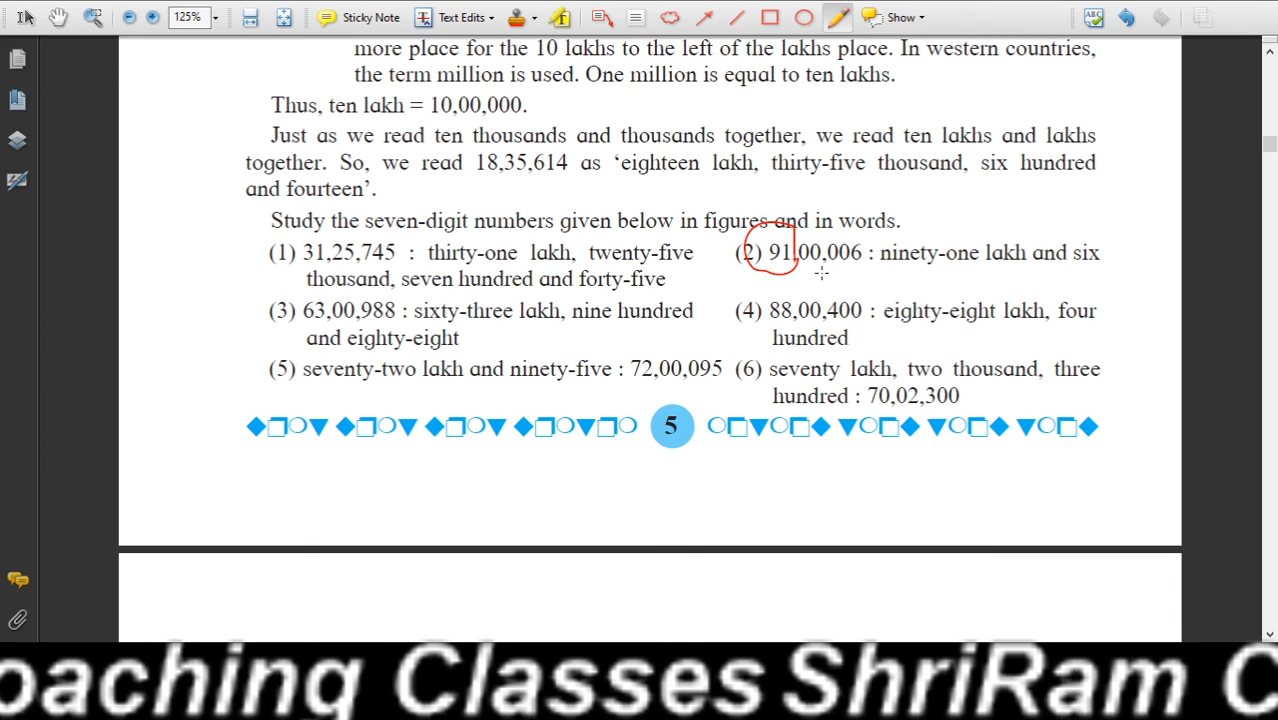 125%
Sticky Note
Text Edits
Show
more place for the 10 lakhs to the left of the lakhs place. In western countries,
the term million is used. One million is equal to ten lakhs.
Thus, ten lakh = 10,00,000.
Just as we read ten thousands and thousands together, we read ten lakhs and lakhs
together. So, we read 18,35,614 as ‘eighteen lakh, thirty-five thousand, six hundred
and fourteen’.
Study the seven-digit numbers given below in figures and in words.
(1) 31,25,745 : thirty-one lakh, twenty-five
thousand, seven hundred and forty-five
(2) 91,00,006 : ninety-one lakh and six
(3) 63,00,988 : sixty-three lakh, nine hundred
and eighty-eight
(4) 88,00,400 : eighty-eight lakh, four
hundred
(5) seventy-two lakh and ninety-five : 72,00,095
(6) seventy lakh, two thousand, three
hundred : 70,02,300
5
oaching Classes ShriRam C